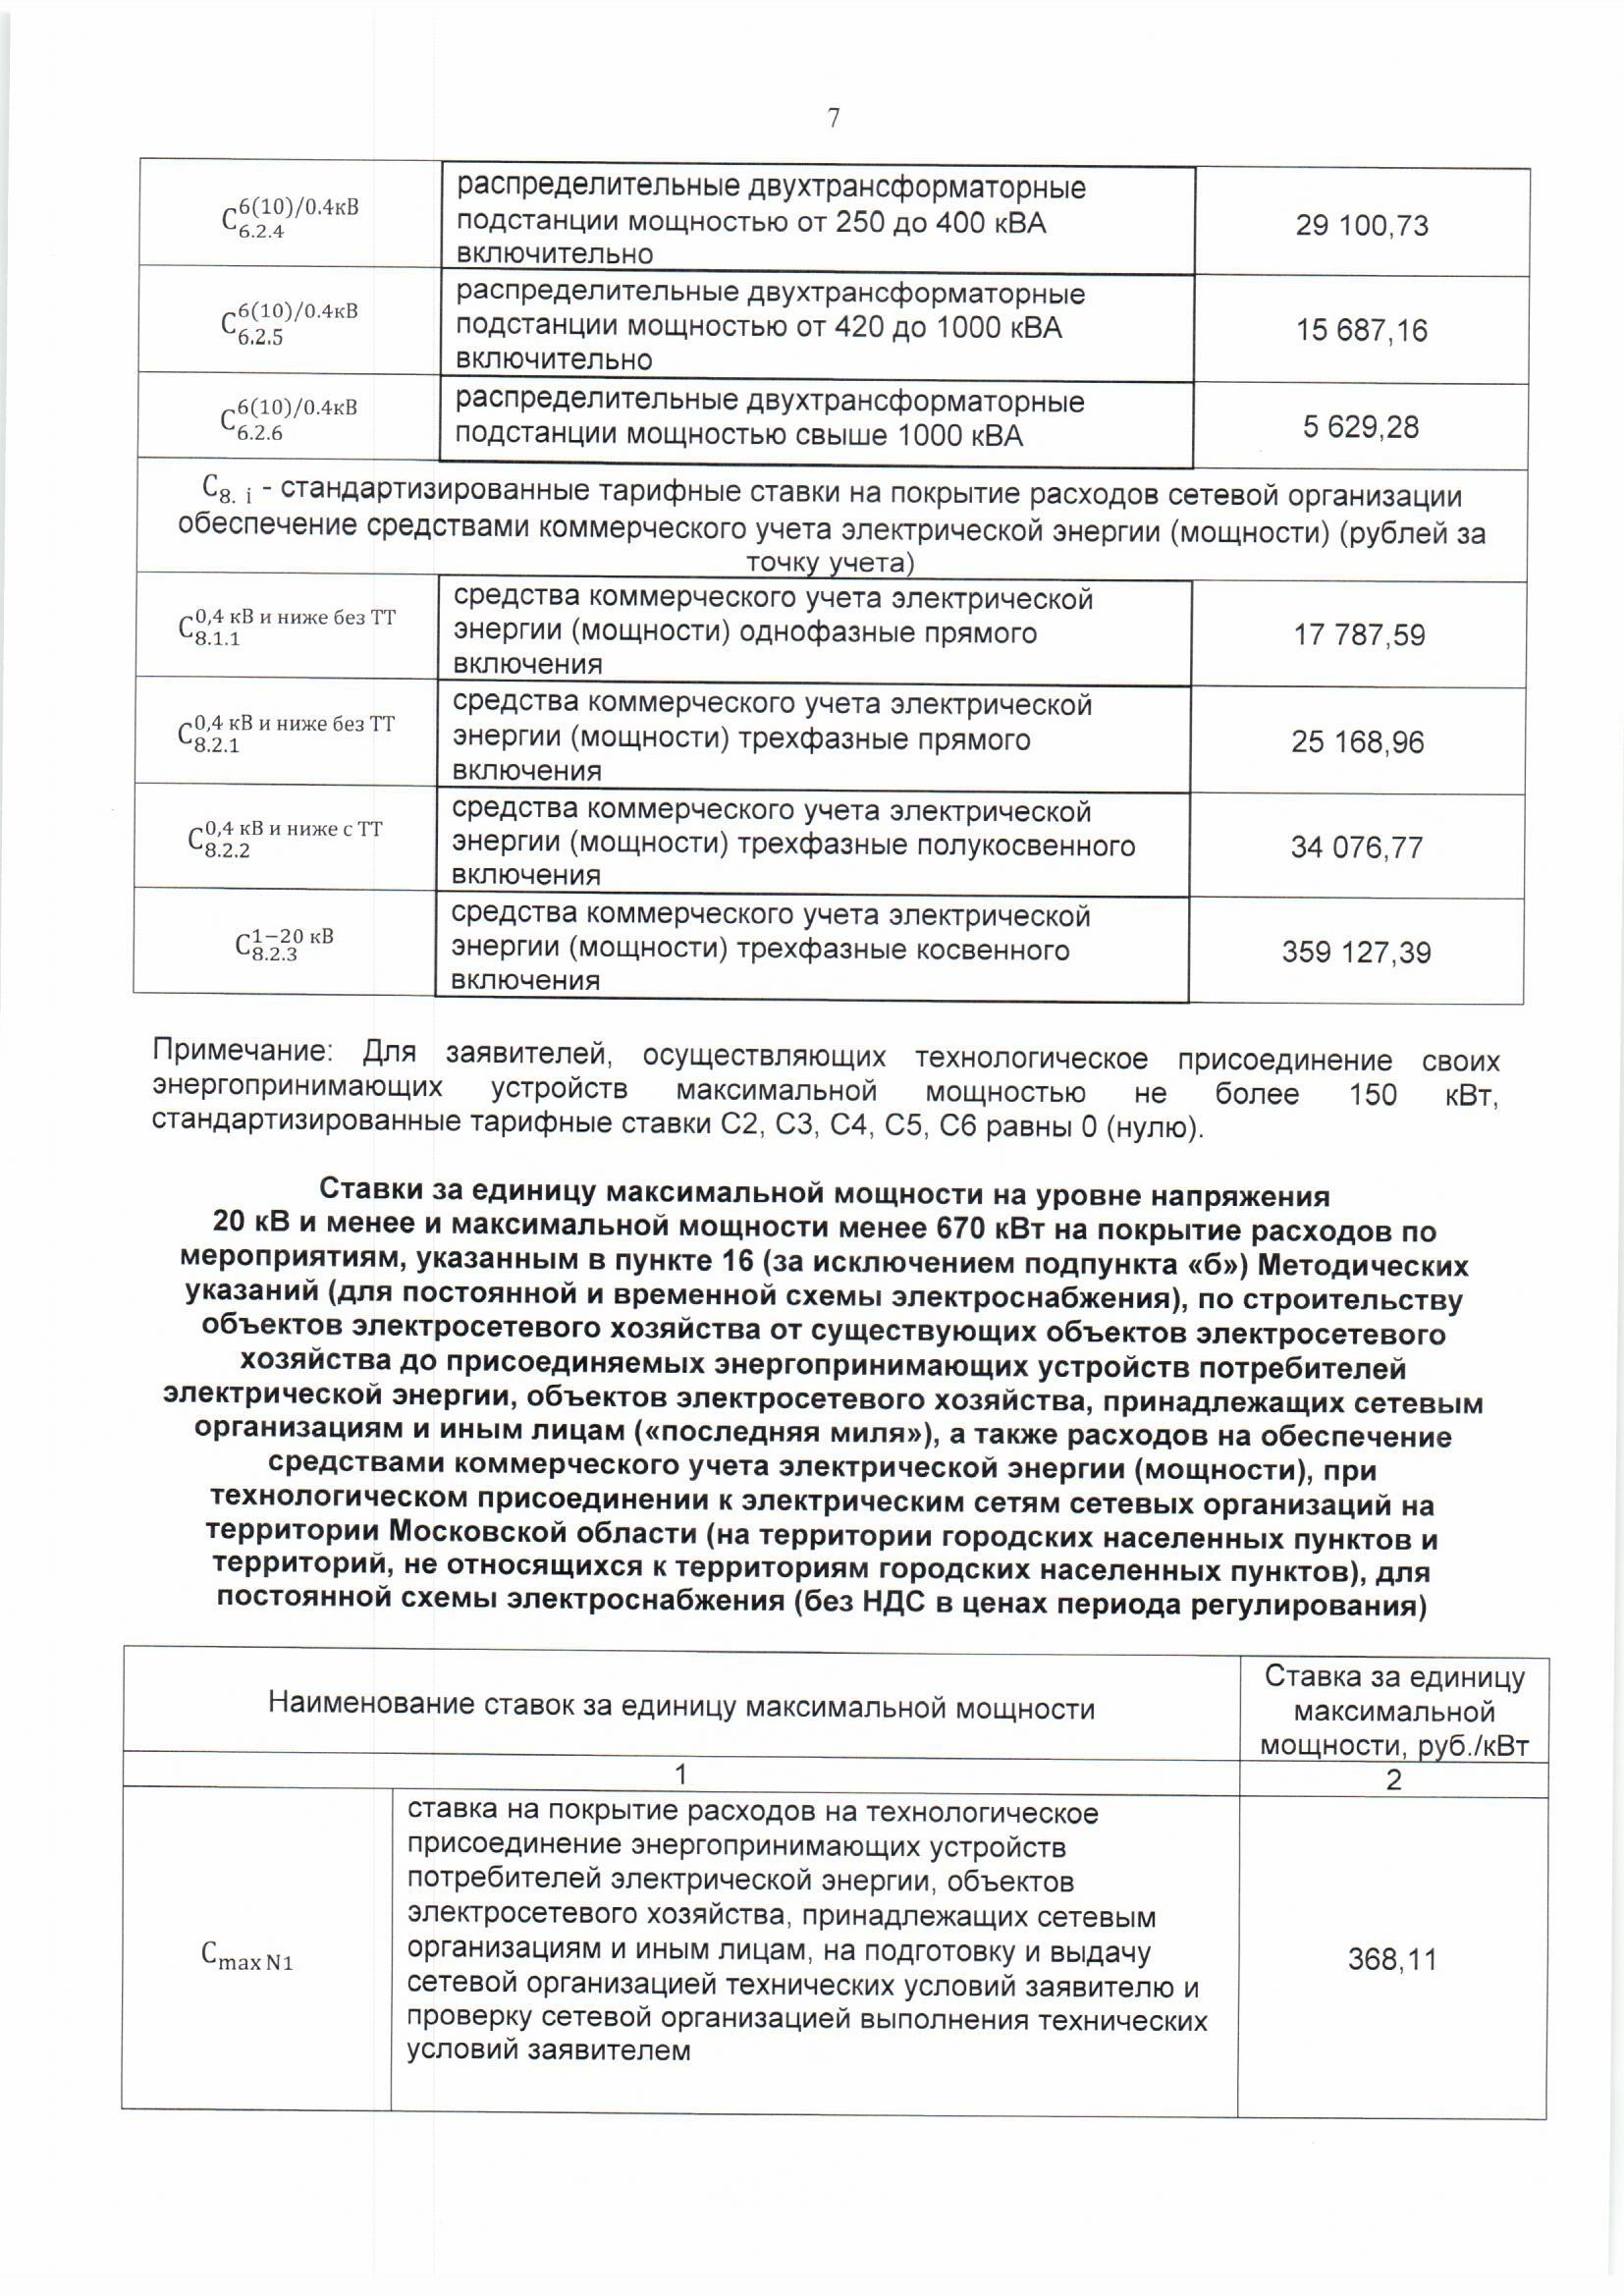 7
С6(10)/0.4кВ 6.2.4
распределительные двухтрансформаторные
подстанции мощностью от 250 до 400 кВА
включительно
29 100,73
С6(10)/0.4кВ 6.2.5
распределительные двухтрансформаторные
подстанции мощностью от 420 до 1000 кВА
включительно
15 687,16
С6(10)/0.4кВ 6.2.6
распределительные двухтрансформаторные
подстанции мощностью свыше 1000 кВА
5 629,28
С8. i - стандартизированные тарифные ставки на покрытие расходов сетевой организации
обеспечение средствами коммерческого учета электрической энергии (мощности) (рублей за
точку учета)
С0,4 кВ и ниже без ТТ 8.1.1
средства коммерческого учета электрической
энергии (мощности) однофазные прямого
включения
17 787,59
С0,4 кВ и ниже без ТТ 8.2.1
средства коммерческого учета электрической
энергии (мощности) трехфазные прямого
включения
25 168,96
С0,4 кВ и ниже с ТТ 8.2.2
средства коммерческого учета электрической
энергии (мощности) трехфазные полукосвенного
включения
34 076,77
С1−20 кВ 8.2.3
средства коммерческого учета электрической
энергии (мощности) трехфазные косвенного
включения
359 127,39
Примечание: Для заявителей, осуществляющих технологическое присоединение своих
энергопринимающих устройств максимальной мощностью не более 150 кВт,
стандартизированные тарифные ставки С2, С3, С4, С5, С6 равны 0 (нулю).
Ставки за единицу максимальной мощности на уровне напряжения
20 кВ и менее и максимальной мощности менее 670 кВт на покрытие расходов по
мероприятиям, указанным в пункте 16 (за исключением подпункта «б») Методических
указаний (для постоянной и временной схемы электроснабжения), по строительству
объектов электросетевого хозяйства от существующих объектов электросетевого
хозяйства до присоединяемых энергопринимающих устройств потребителей
электрической энергии, объектов электросетевого хозяйства, принадлежащих сетевым
организациям и иным лицам («последняя миля»), а также расходов на обеспечение
средствами коммерческого учета электрической энергии (мощности), при
технологическом присоединении к электрическим сетям сетевых организаций на
территории Московской области (на территории городских населенных пунктов и
территорий, не относящихся к территориям городских населенных пунктов), для
постоянной схемы электроснабжения (без НДС в ценах периода регулирования)
Наименование ставок за единицу максимальной мощности
Ставка за единицу
максимальной
мощности, руб./кВт
1
2
Сmax N1
ставка на покрытие расходов на технологическое
присоединение энергопринимающих устройств
потребителей электрической энергии, объектов
электросетевого хозяйства, принадлежащих сетевым
организациям и иным лицам, на подготовку и выдачу
сетевой организацией технических условий заявителю и
проверку сетевой организацией выполнения технических
условий заявителем
368,11